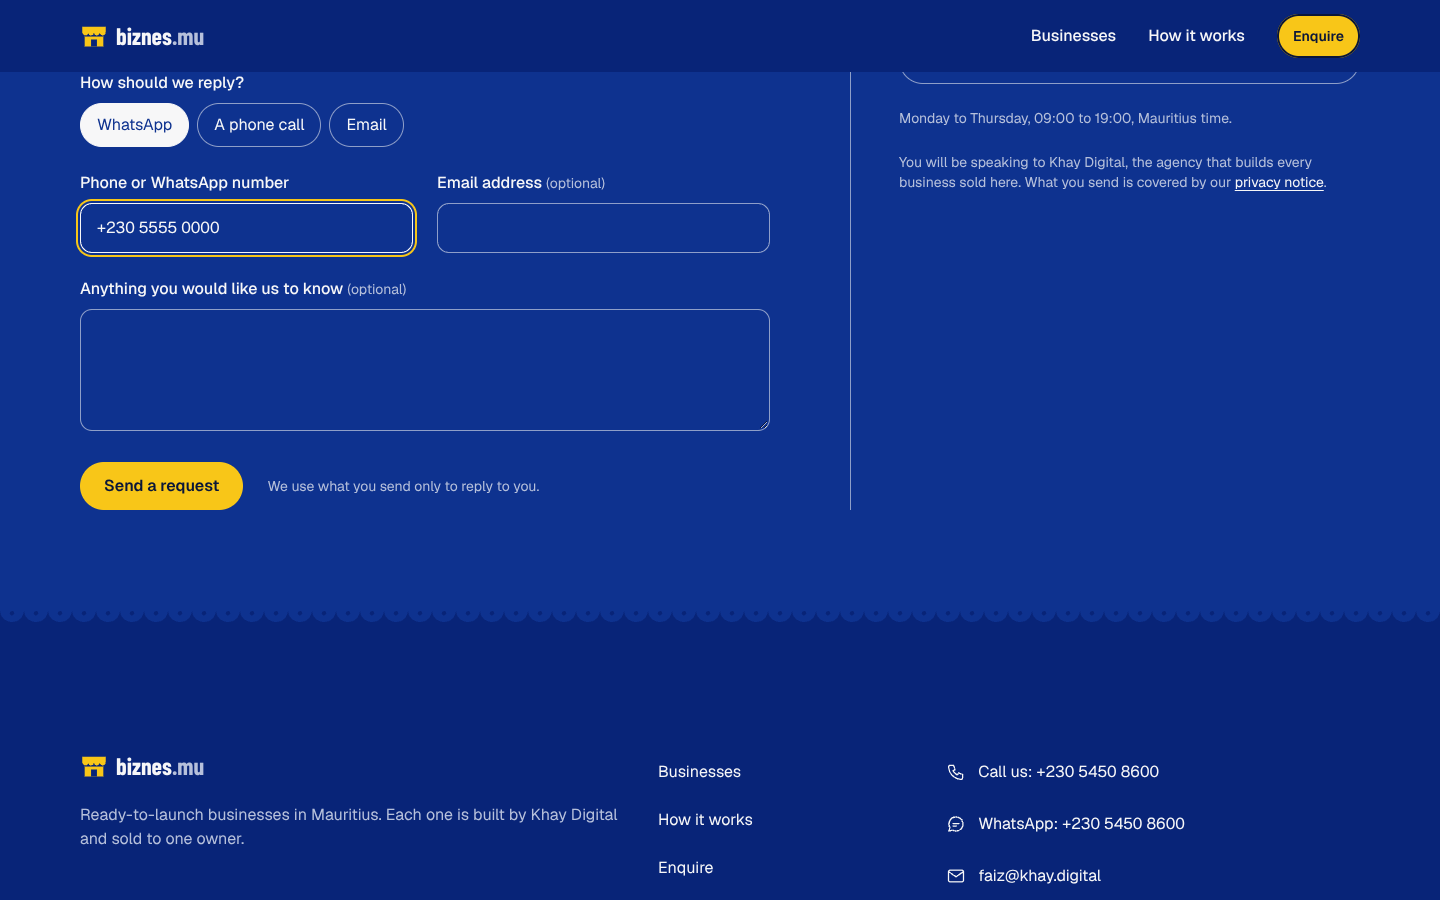 biznes.mu
Businesses
How it works
Enquire
How should we reply?
WhatsApp
A phone call
Email
Phone or WhatsApp number
+230 5555 0000
Email address (optional)
Anything you would like us to know (optional)
Send a request
We use what you send only to reply to you.
Monday to Thursday, 09:00 to 19:00, Mauritius time.
You will be speaking to Khay Digital, the agency that builds every
business sold here. What you send is covered by our privacy notice.
biznes.mu
Ready-to-launch businesses in Mauritius. Each one is built by Khay Digital
and sold to one owner.
Businesses
How it works
Enquire
Call us: +230 5450 8600
WhatsApp: +230 5450 8600
faiz@khay.digital